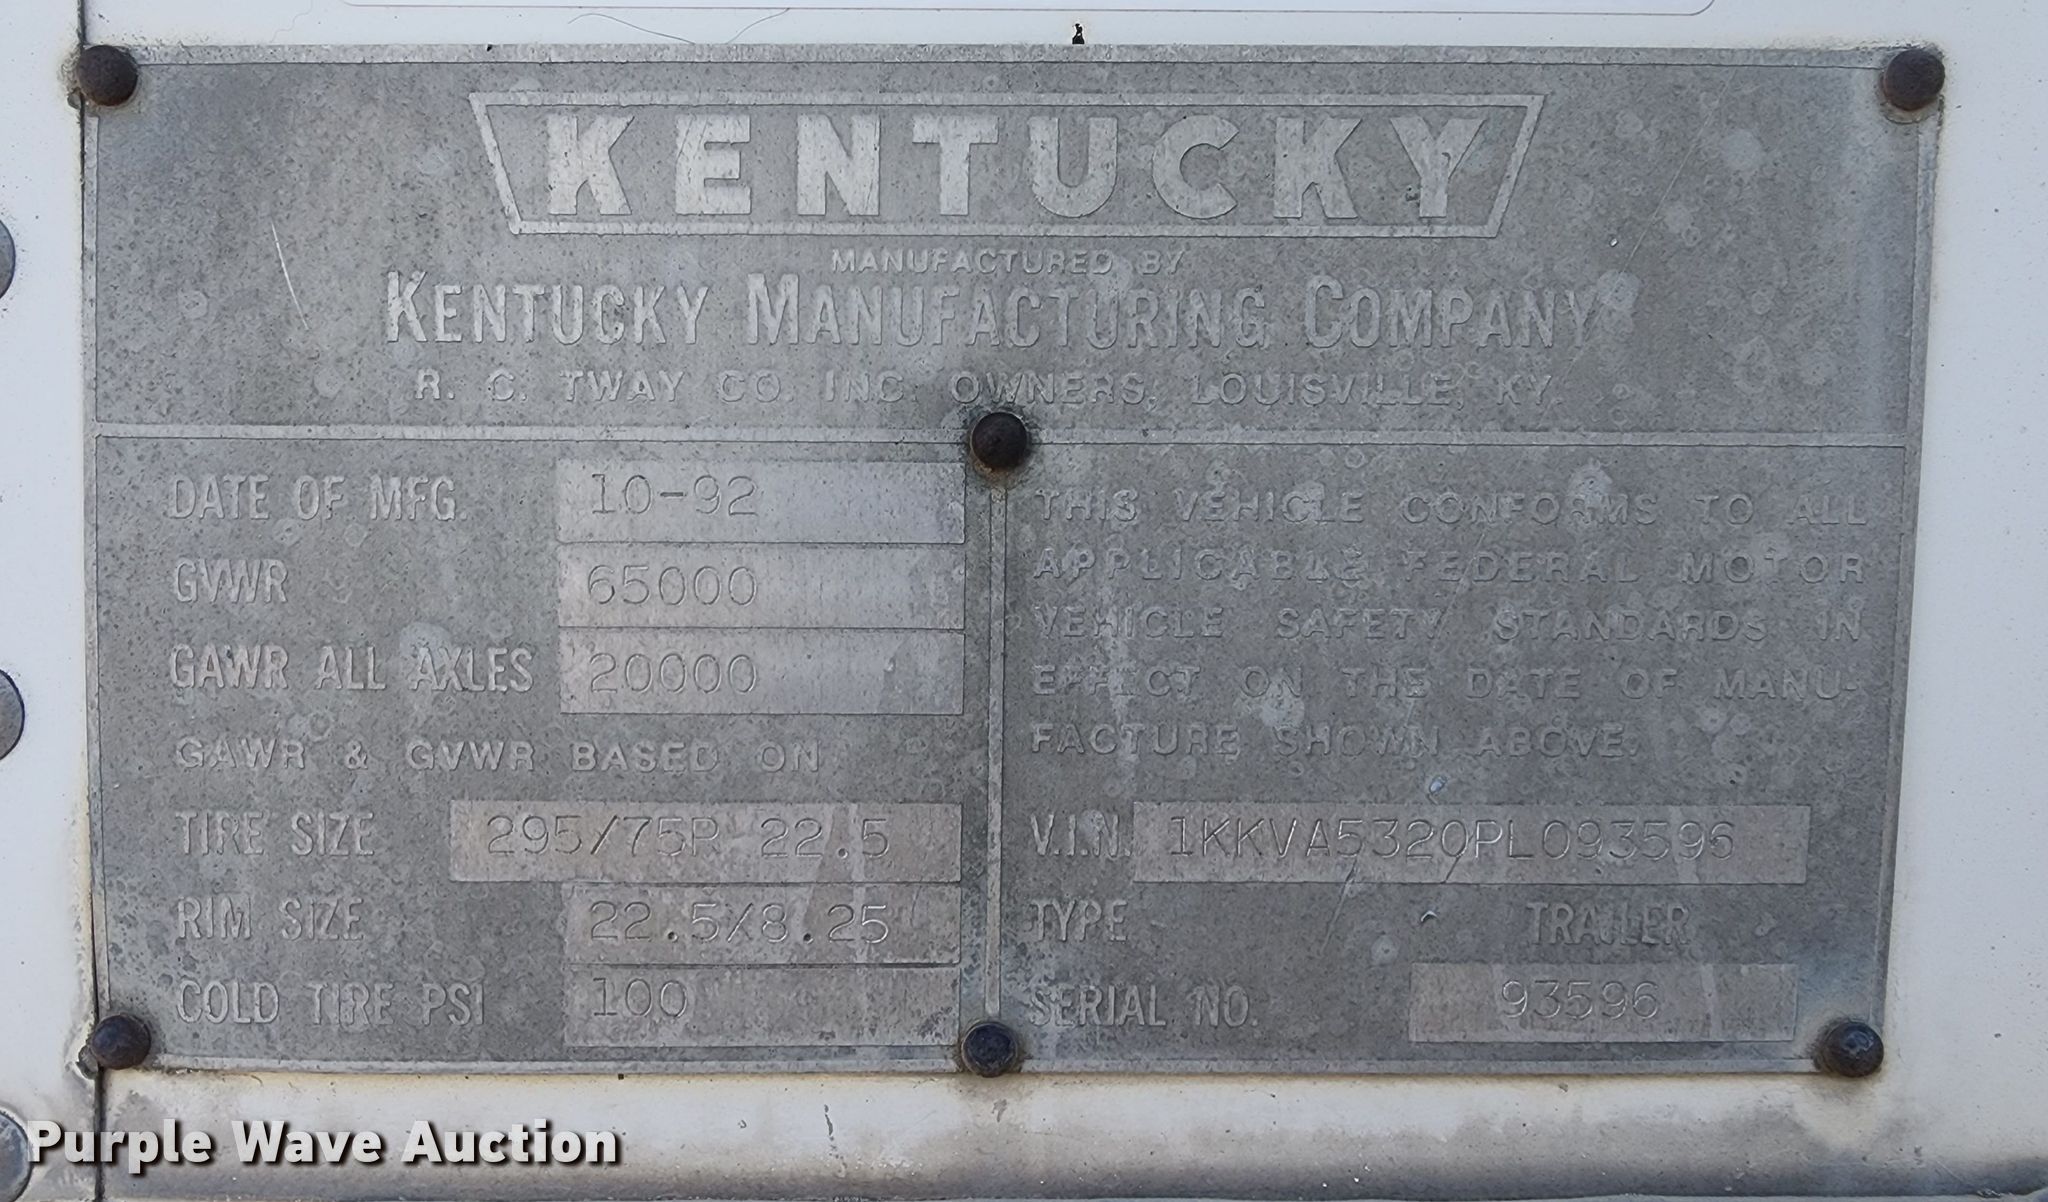 KENTUCKY
MANUFACTURED BY
KENTUCKY MANUFACTURING COMPANY
R. C. TWAY CO. INC. OWNERS, LOUISVILLE, KY.
DATE OF MFG. 10-92
GVWR 65000
GAWR ALL AXLES 20000
GAWR & GVWR BASED ON
TIRE SIZE 295/75R 22.5
RIM SIZE 22.5X8.25
COLD TIRE PSI 100
THIS VEHICLE CONFORMS TO ALL
APPLICABLE FEDERAL MOTOR
VEHICLE SAFETY STANDARDS IN
EFFECT ON THE DATE OF MANU-
FACTURE SHOWN ABOVE.
V.I.N. 1KKVA5320PL093596
TYPE TRAILER
SERIAL NO. 93596
Purple Wave Auction